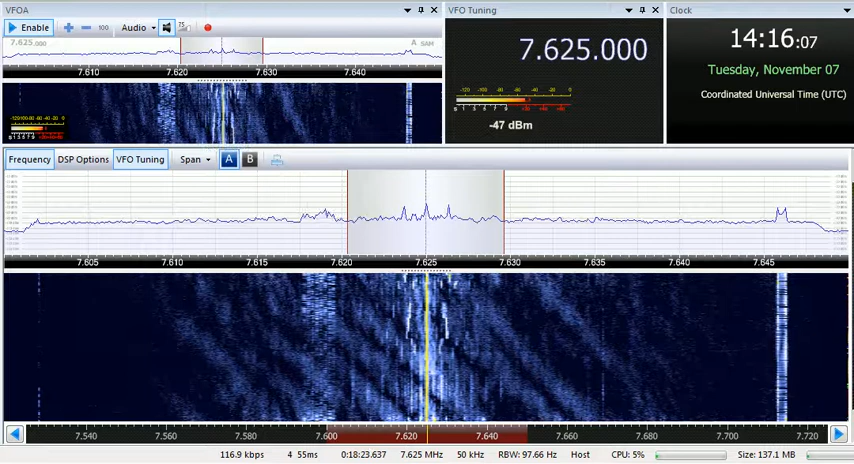 VFOA
Enable
100
Audio
75
7.625.000
A SAM
7.610 7.620 7.630 7.640
VFO Tuning
7.625.000
-47 dBm
Clock
14:16:07
Tuesday, November 07
Coordinated Universal Time (UTC)
Frequency DSP Options VFO Tuning Span A B
7.605 7.610 7.615 7.620 7.625 7.630 7.635 7.640 7.645
7.540 7.560 7.580 7.600 7.620 7.640 7.660 7.680 7.700 7.720
116.9 kbps 4 55ms 0:18:23.637 7.625 MHz 50 kHz RBW: 97.66 Hz Host CPU: 5% Size: 137.1 MB